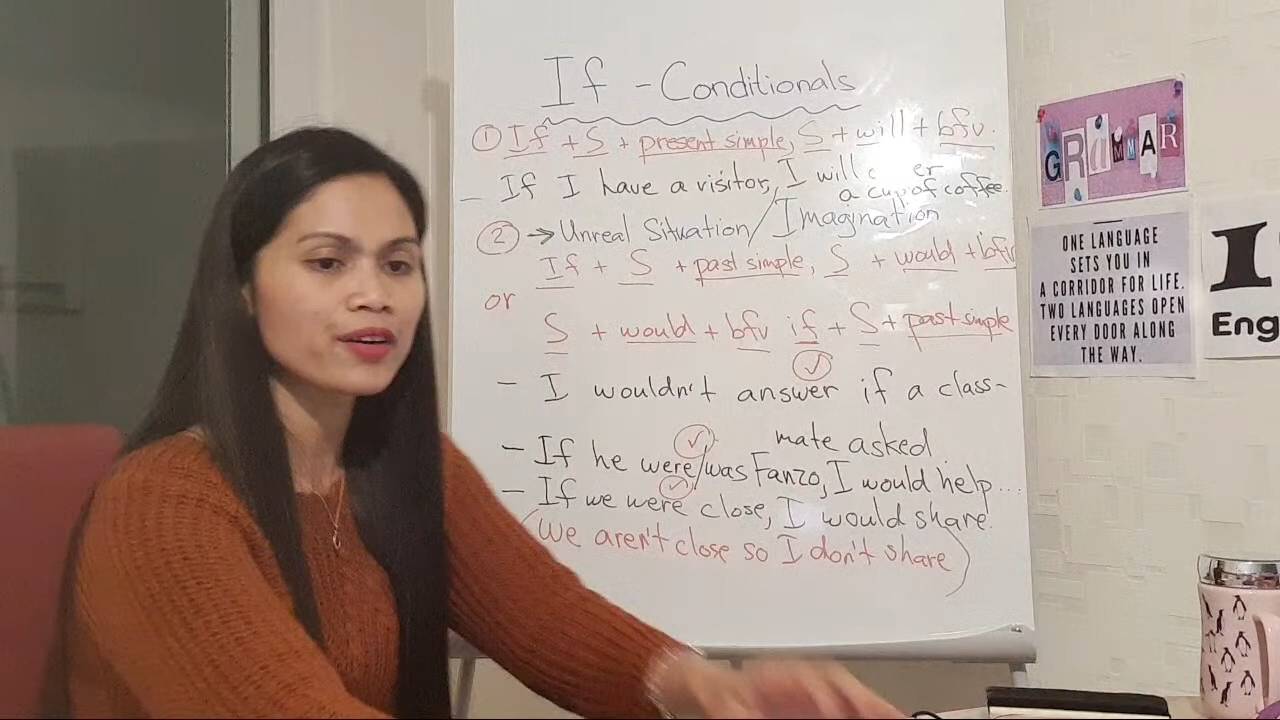 If - Conditionals
① If + S + present simple, S + will + bfv.
- If I have a visitor, I will er
a cup of coffee.
② → Unreal Situation/Imagination
If + S + past simple, S + would + bfv
or
S + would + bfv if + S + past simple
- I wouldn't answer if a class-
mate asked
- If he were/was Fanzo, I would help...
- If we were close, I would share.
(We aren't close so I don't share)
GRAMMAR
ONE LANGUAGE
SETS YOU IN
A CORRIDOR FOR LIFE.
TWO LANGUAGES OPEN
EVERY DOOR ALONG
THE WAY.
I
Eng